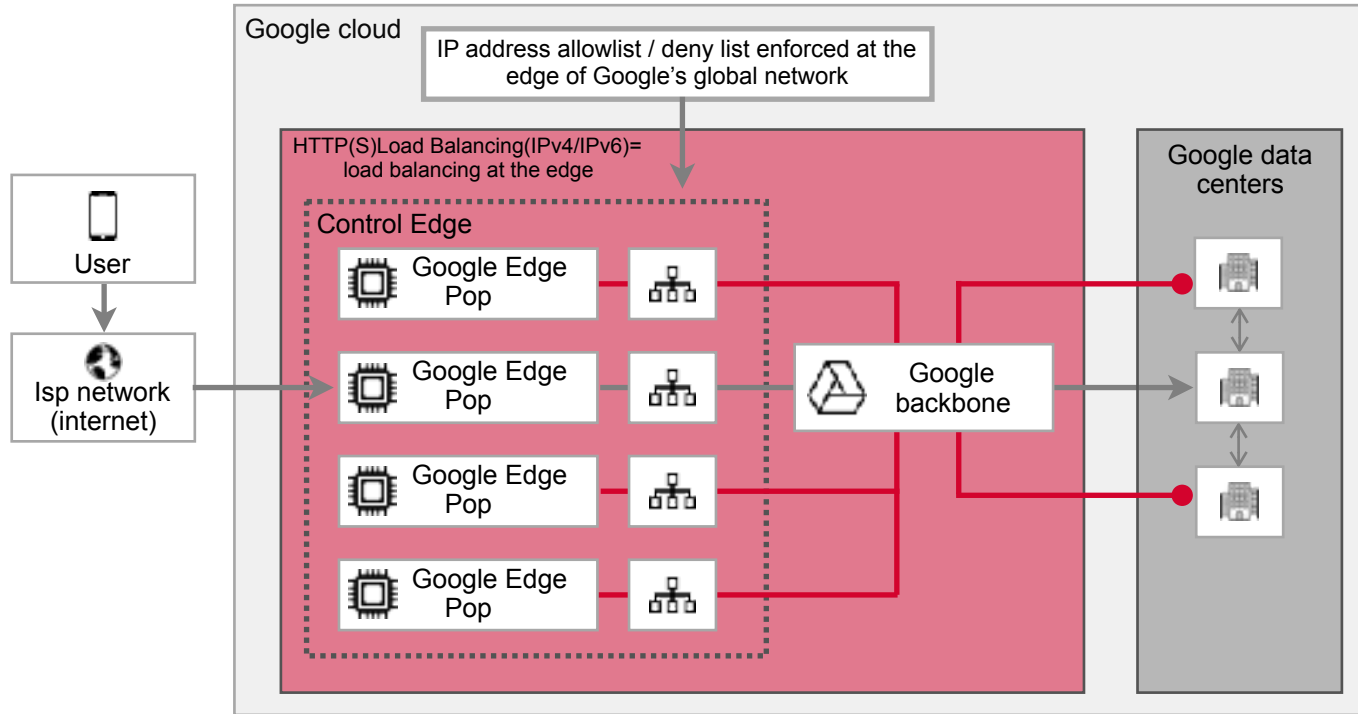 Google cloud
IP address allowlist / deny list enforced at the
edge of Google's global network
HTTP(S)Load Balancing(IPv4/IPv6)=
load balancing at the edge
Google data
centers
User
Isp network
(internet)
Control Edge
Google Edge
Pop
Google Edge
Pop
Google Edge
Pop
Google Edge
Pop
Google
backbone